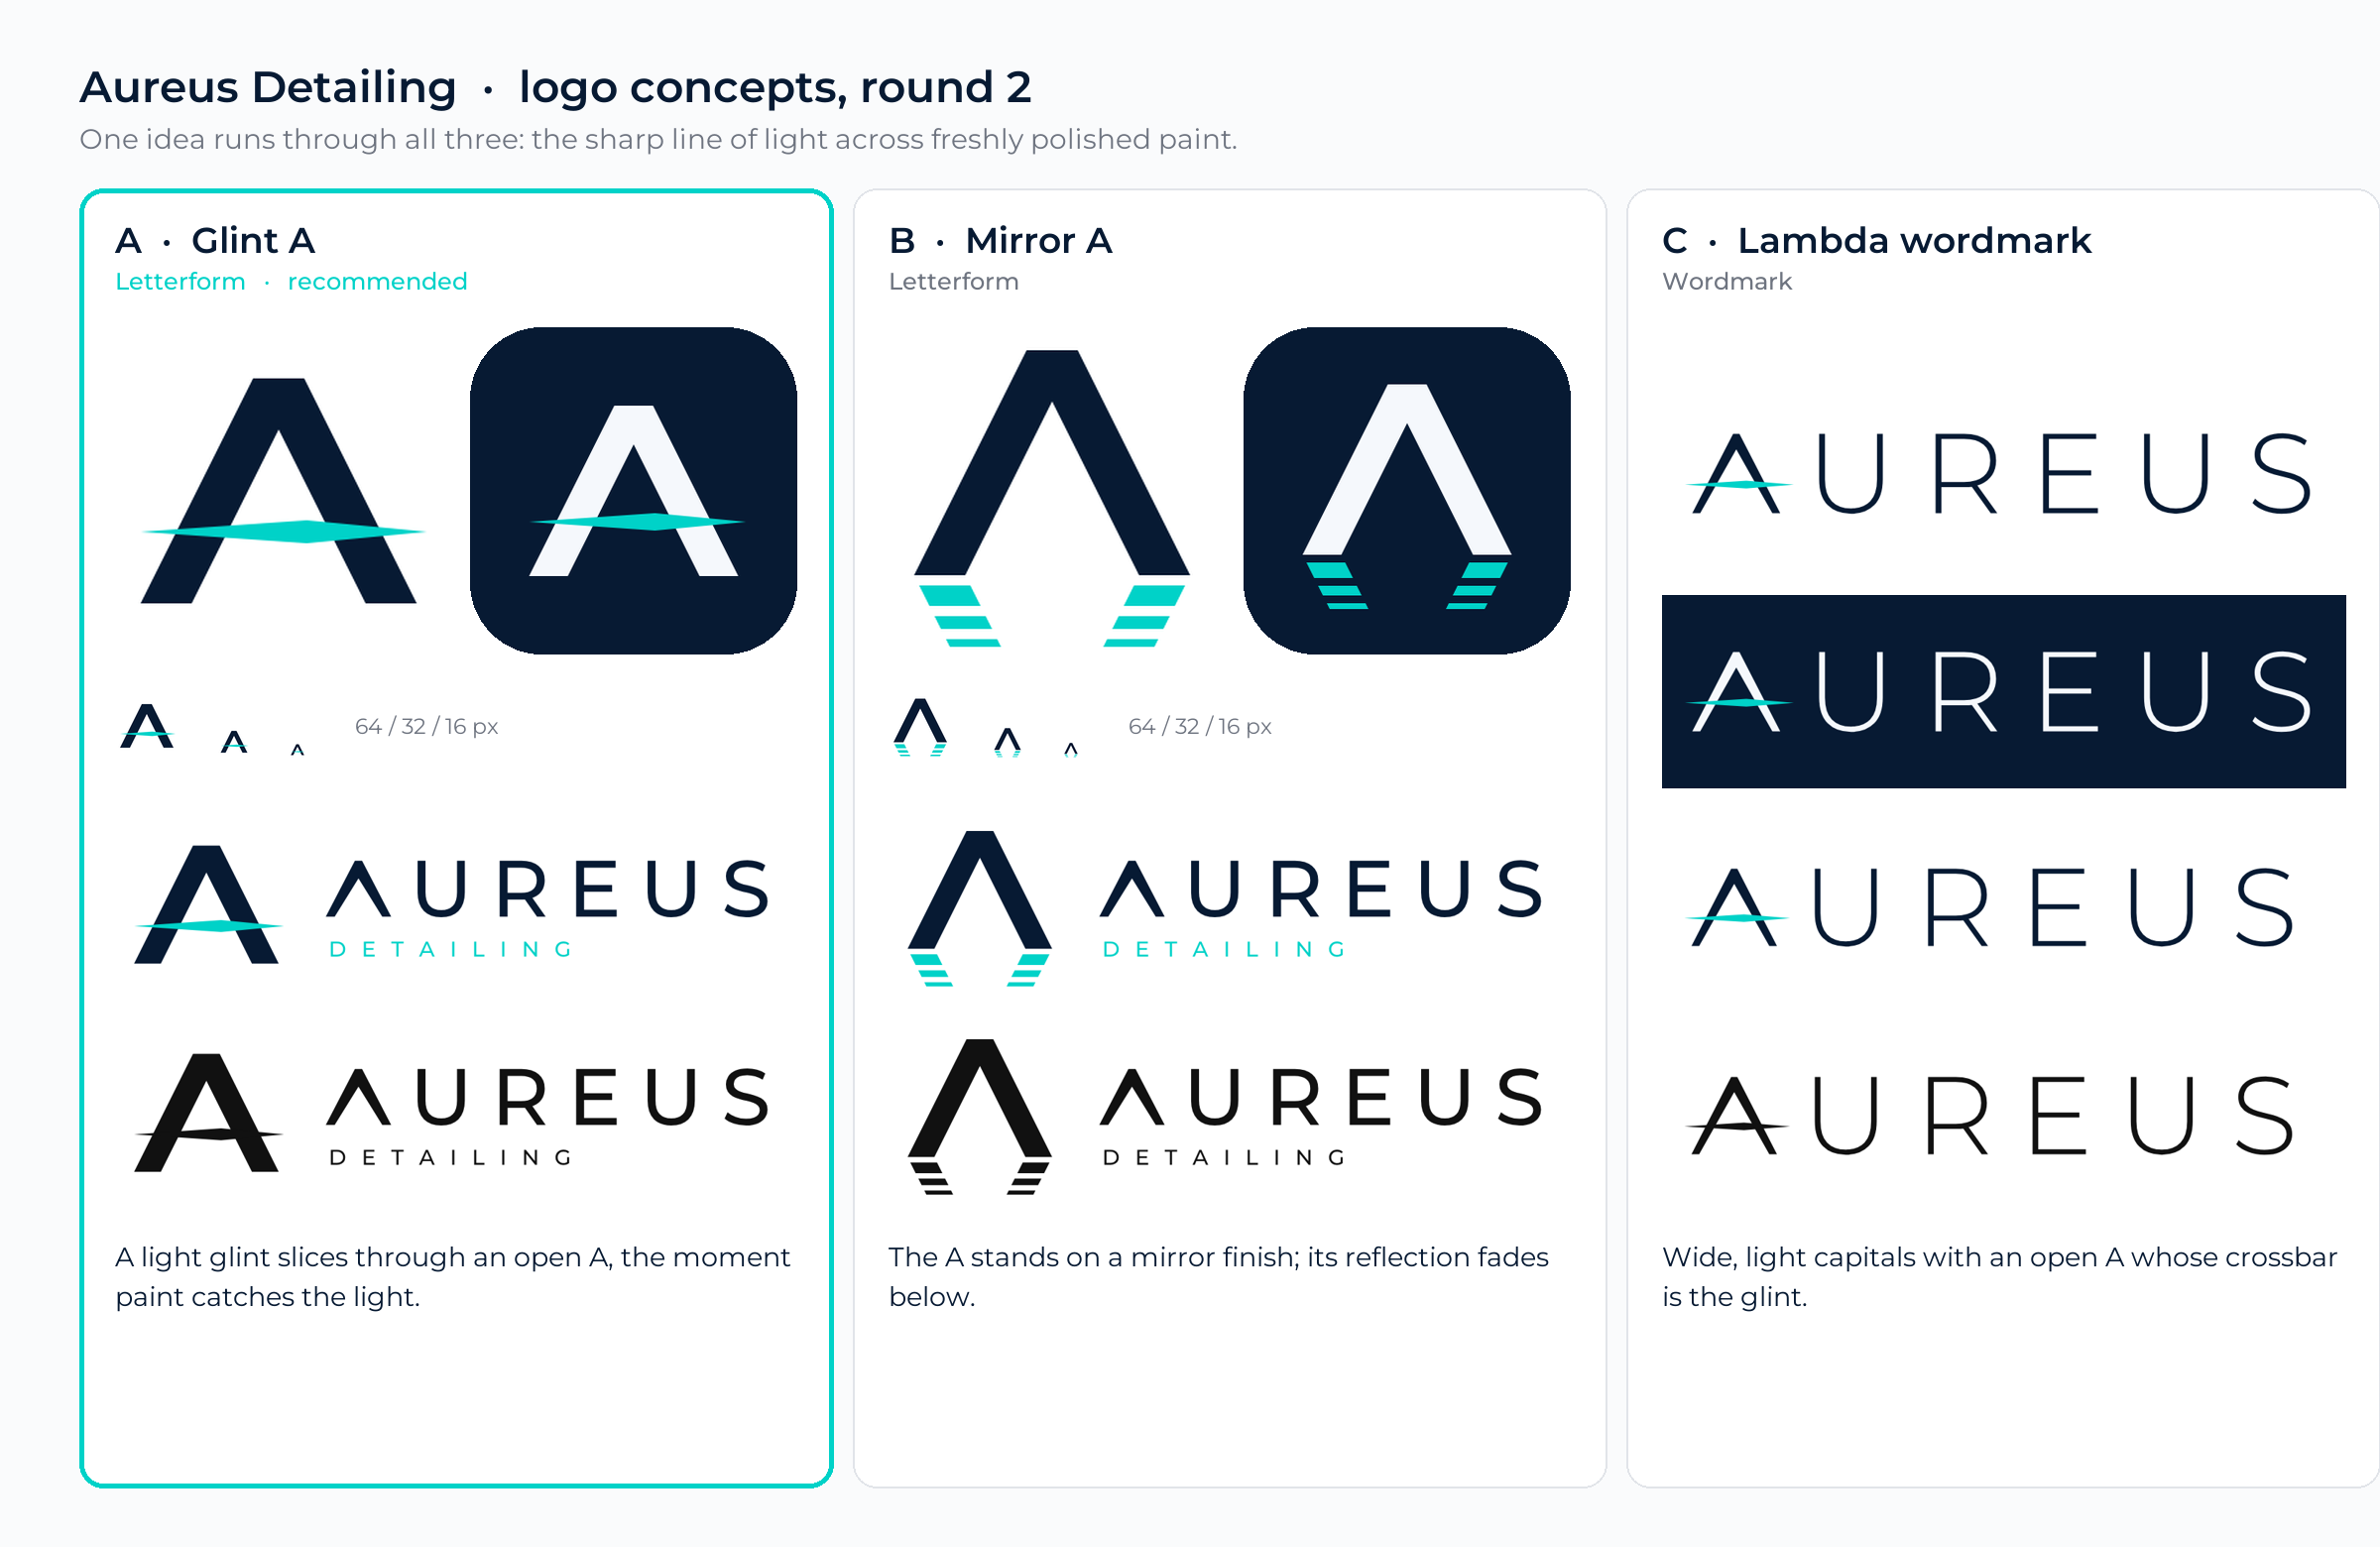 Aureus Detailing · logo concepts, round 2
One idea runs through all three: the sharp line of light across freshly polished paint.
A · Glint A
Letterform · recommended
A
A
A A A 64 / 32 / 16 px
A AUREUS
DETAILING
A AUREUS
DETAILING
A light glint slices through an open A, the moment
paint catches the light.
B · Mirror A
Letterform
64 / 32 / 16 px
AUREUS
DETAILING
AUREUS
DETAILING
The A stands on a mirror finish; its reflection fades
below.
C · Lambda wordmark
Wordmark
AUREUS
AUREUS
AUREUS
AUREUS
Wide, light capitals with an open A whose crossbar
is the glint.